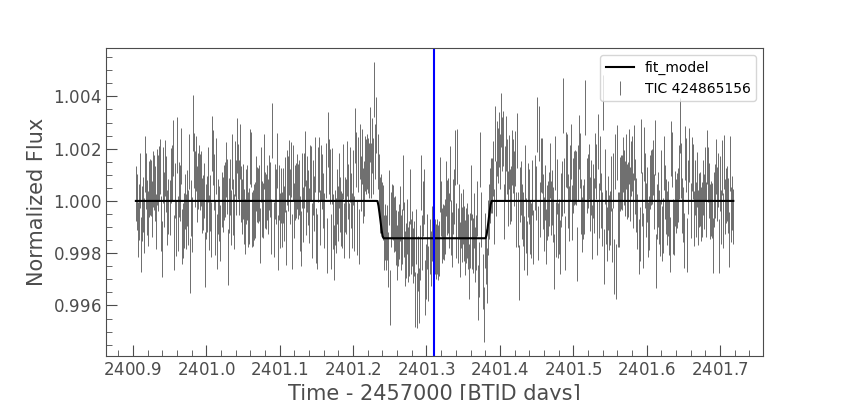 fit_model
TIC 424865156
1.004
1.002
1.000
0.998
0.996
Normalized Flux
2400.9 2401.0 2401.1 2401.2 2401.3 2401.4 2401.5 2401.6 2401.7
Time - 2457000 [BTJD days]